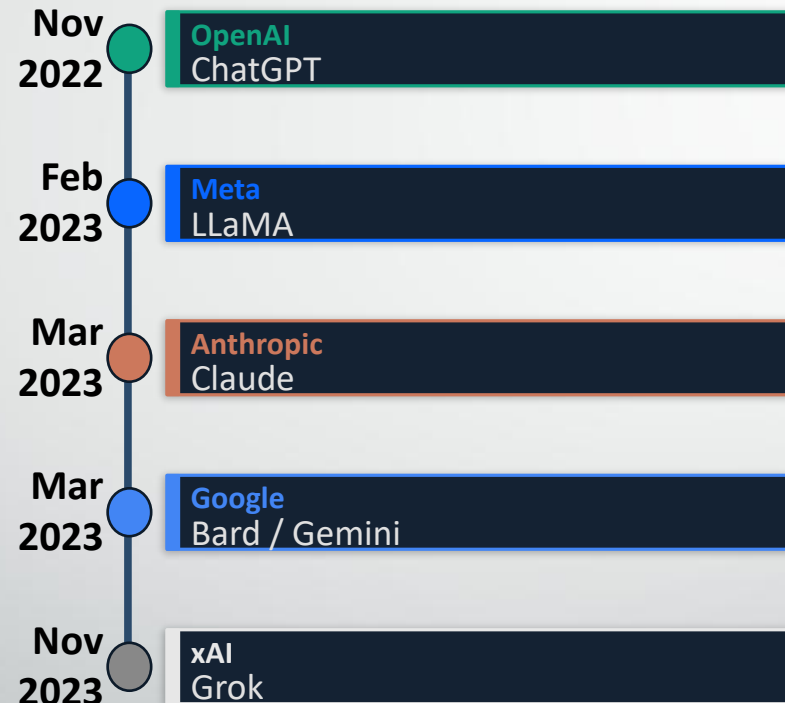 Nov
2022
OpenAI
ChatGPT
Feb
2023
Meta
LLaMA
Mar
2023
Anthropic
Claude
Mar
2023
Google
Bard / Gemini
Nov
2023
xAI
Grok